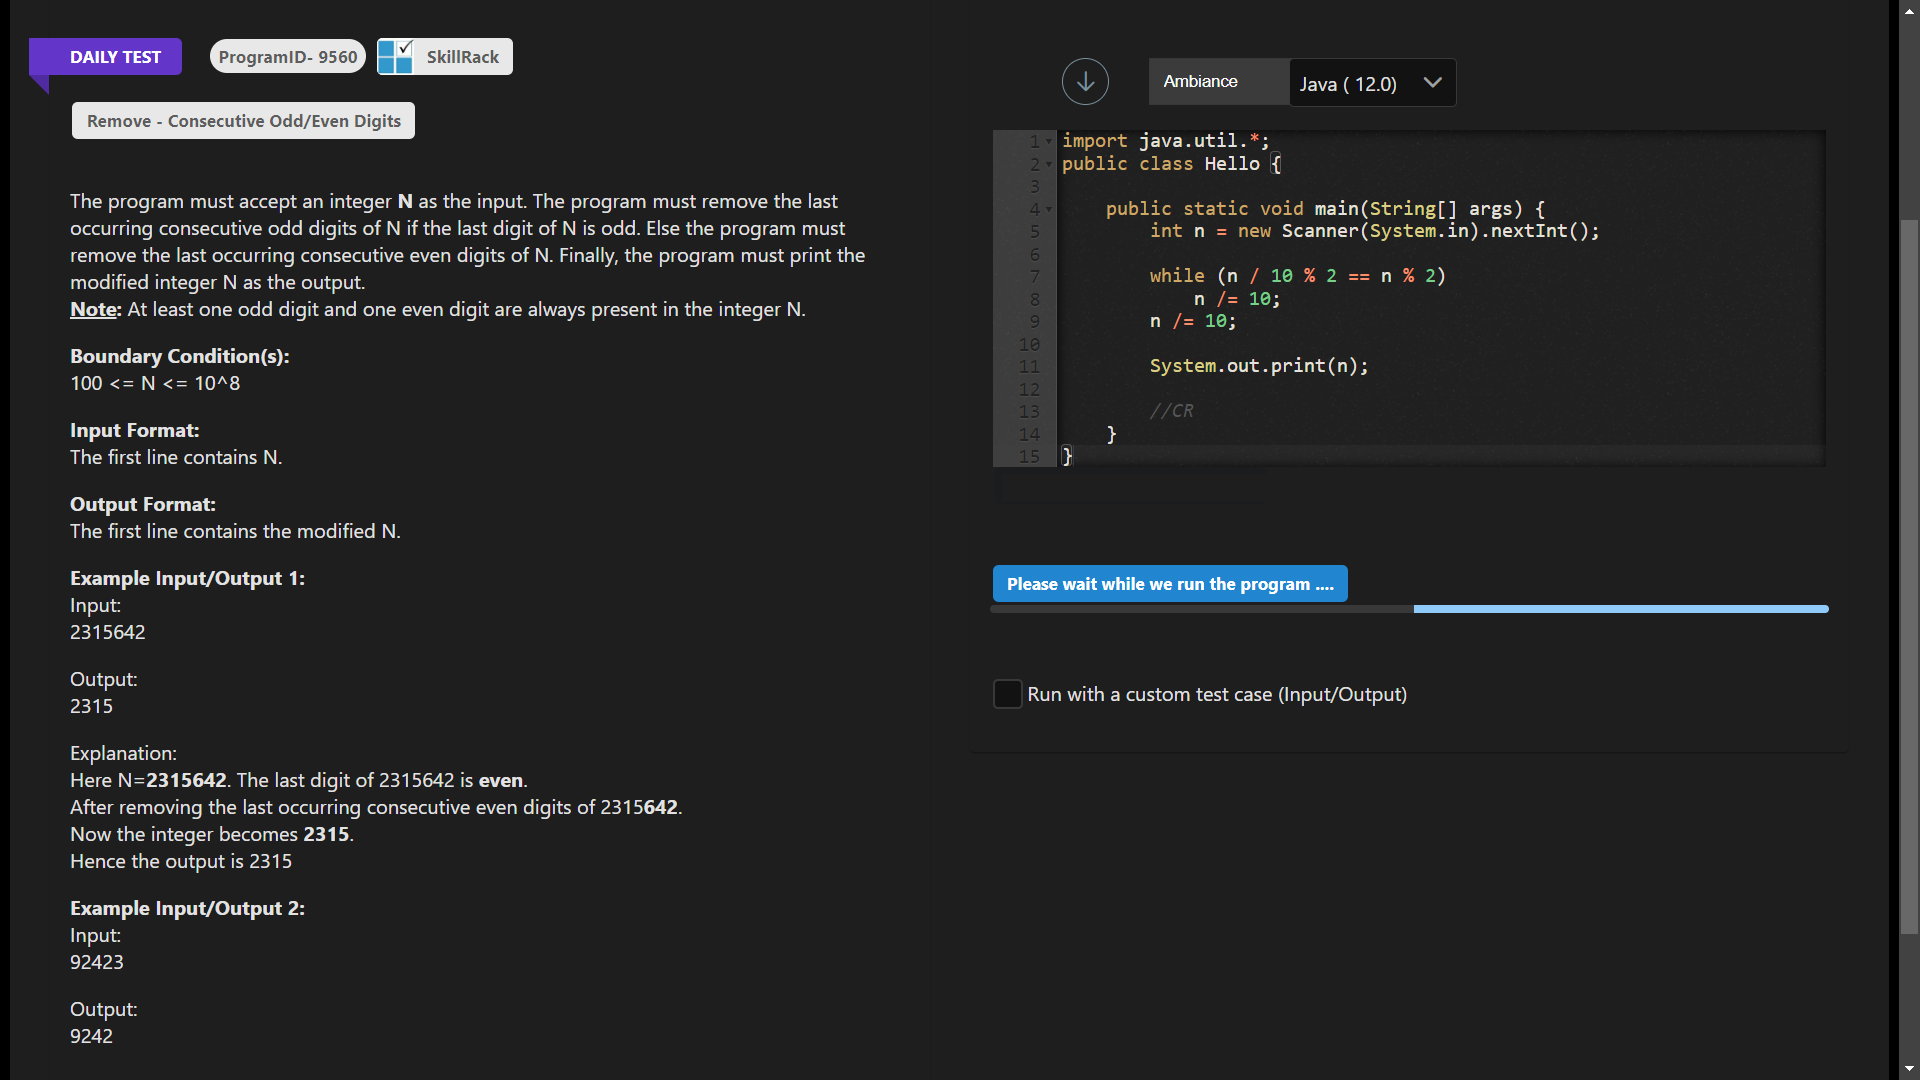 DAILY TEST
ProgramID- 9560
SkillRack
Remove - Consecutive Odd/Even Digits
The program must accept an integer N as the input. The program must remove the last
occurring consecutive odd digits of N if the last digit of N is odd. Else the program must
remove the last occurring consecutive even digits of N. Finally, the program must print the
modified integer N as the output.
Note: At least one odd digit and one even digit are always present in the integer N.
Boundary Condition(s):
100 <= N <= 10^8
Input Format:
The first line contains N.
Output Format:
The first line contains the modified N.
Example Input/Output 1:
Input:
2315642
Output:
2315
Explanation:
Here N=2315642. The last digit of 2315642 is even.
After removing the last occurring consecutive even digits of 2315642.
Now the integer becomes 2315.
Hence the output is 2315
Example Input/Output 2:
Input:
92423
Output:
9242
Ambiance
Java ( 12.0)
1 import java.util.*;
2 public class Hello {
3
4 public static void main(String[] args) {
5 int n = new Scanner(System.in).nextInt();
6
7 while (n / 10 % 2 == n % 2)
8 n /= 10;
9 n /= 10;
10
11 System.out.print(n);
12
13 //CR
14 }
15 }
Please wait while we run the program ....
Run with a custom test case (Input/Output)